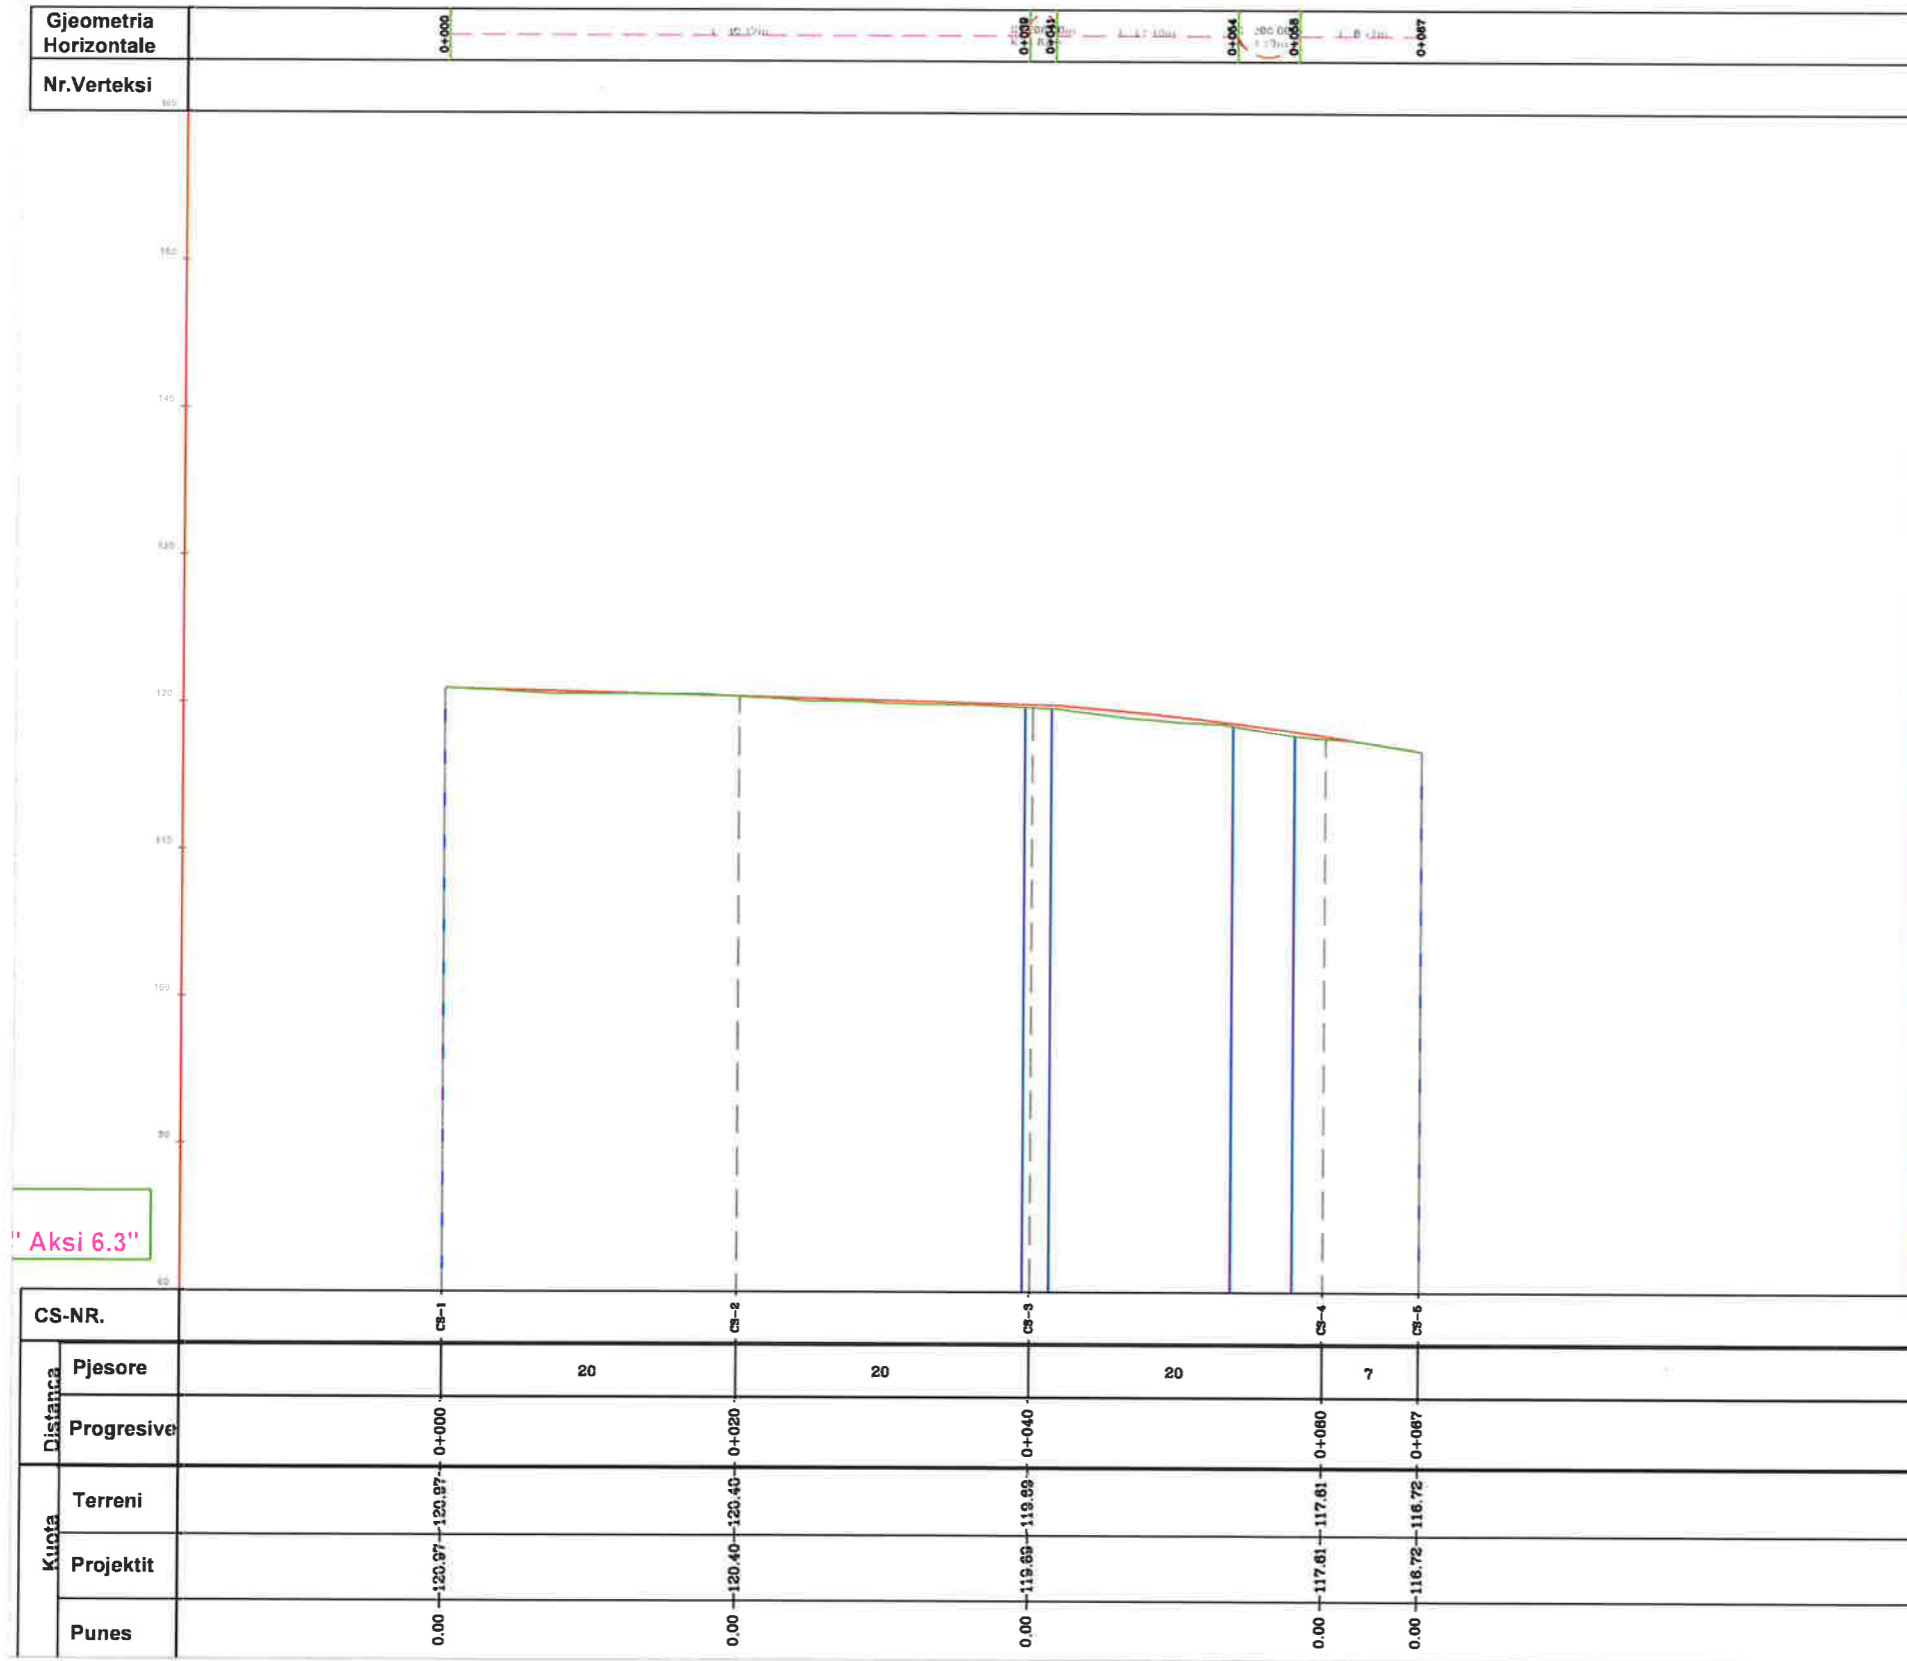 Gjeometria
Horizontale
0+000
0+039
0+041
0+054
0+058
0+067
Nr.Verteksi
120
" Aksi 6.3"
CS-NR.
CS-1
CS-2
CS-3
CS-4
CS-5
Distanca
Pjesore
20
20
20
7
Progresive
0+000
0+020
0+040
0+060
0+067
Kuota
Terreni
120.97
120.40
119.69
117.61
116.72
Projektit
120.97
120.40
119.69
117.61
116.72
Punes
0.00
0.00
0.00
0.00
0.00